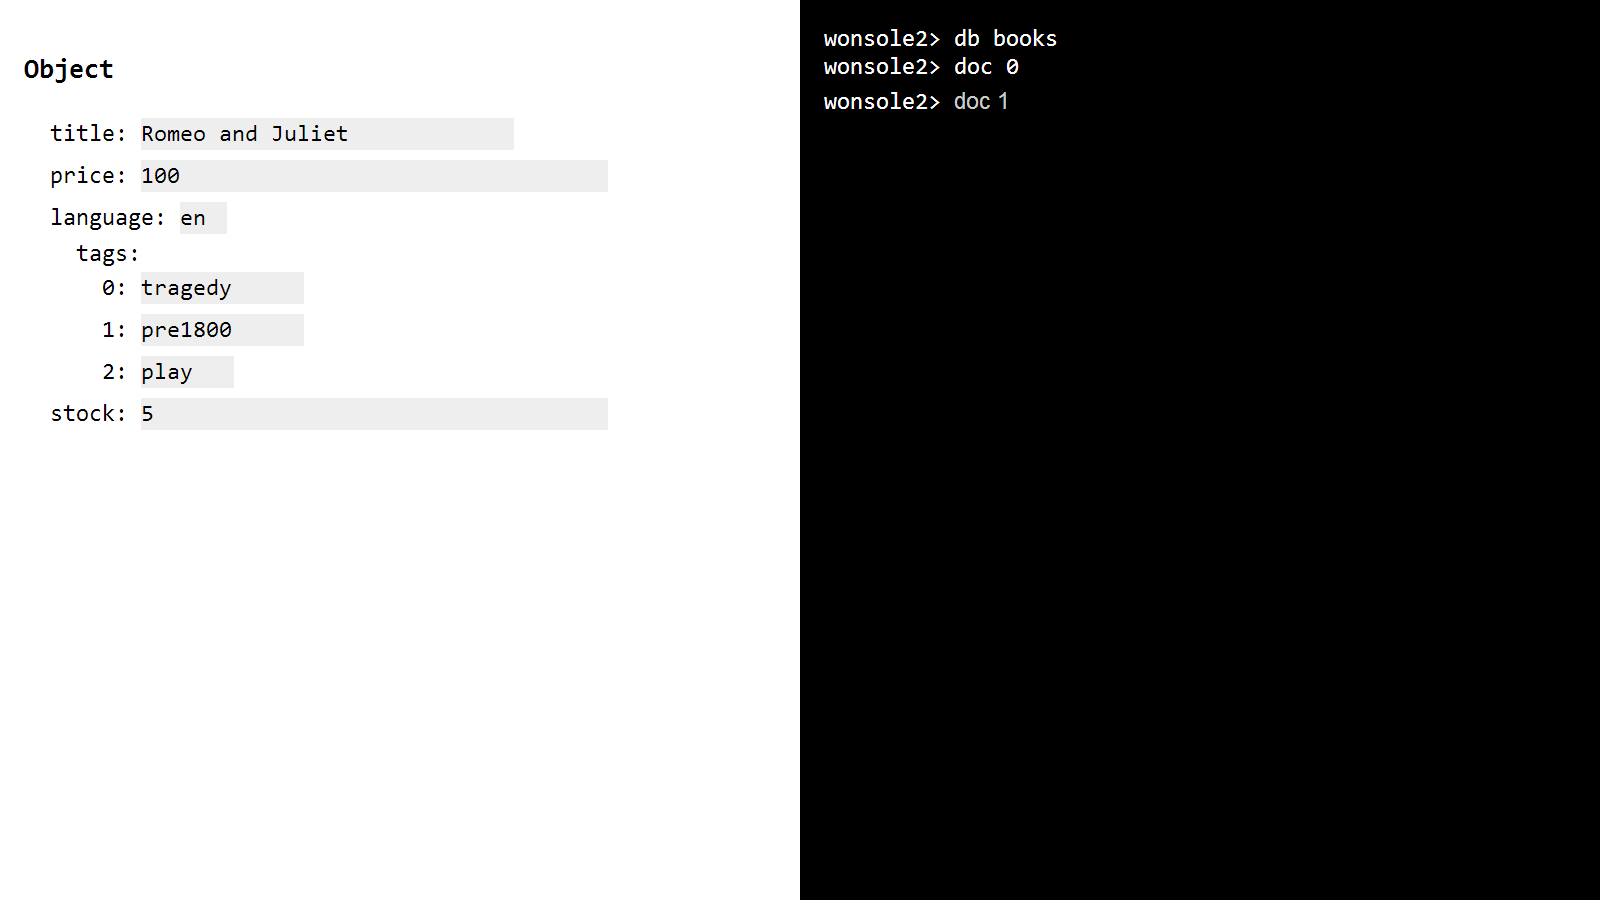 Object
title: Romeo and Juliet
price: 100
language: en
tags:
0: tragedy
1: pre1800
2: play
stock: 5
wonsole2> db books
wonsole2> doc 0
wonsole2> doc 1